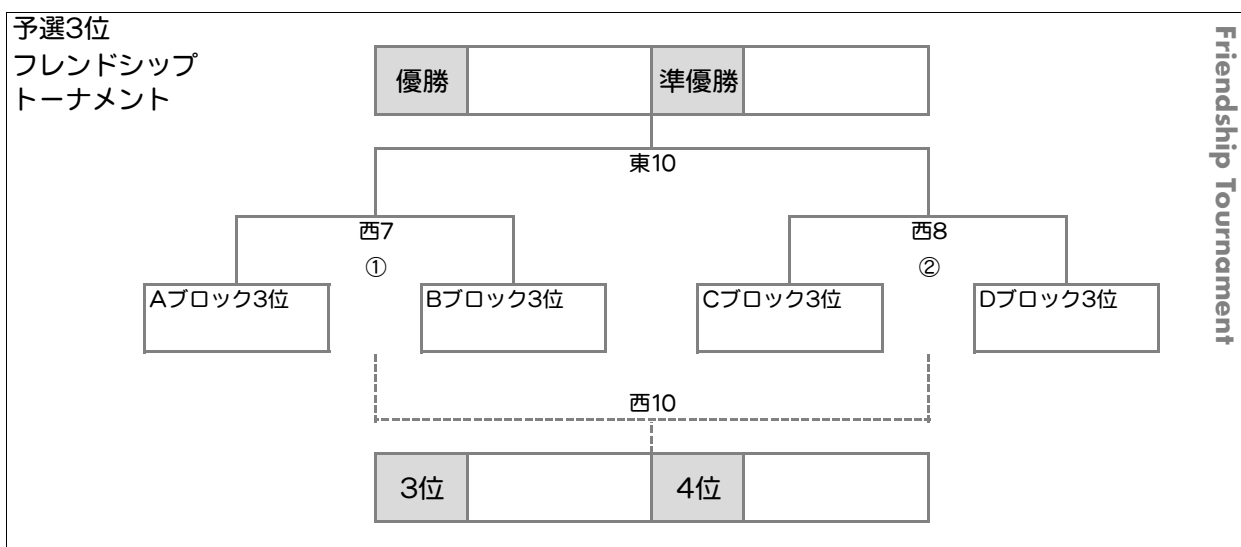 予選3位
フレンドシップ
トーナメント
優勝
準優勝
東10
西7
西8
①
②
Aブロック3位
Bブロック3位
Cブロック3位
Dブロック3位
西10
3位
4位
Friendship Tournament